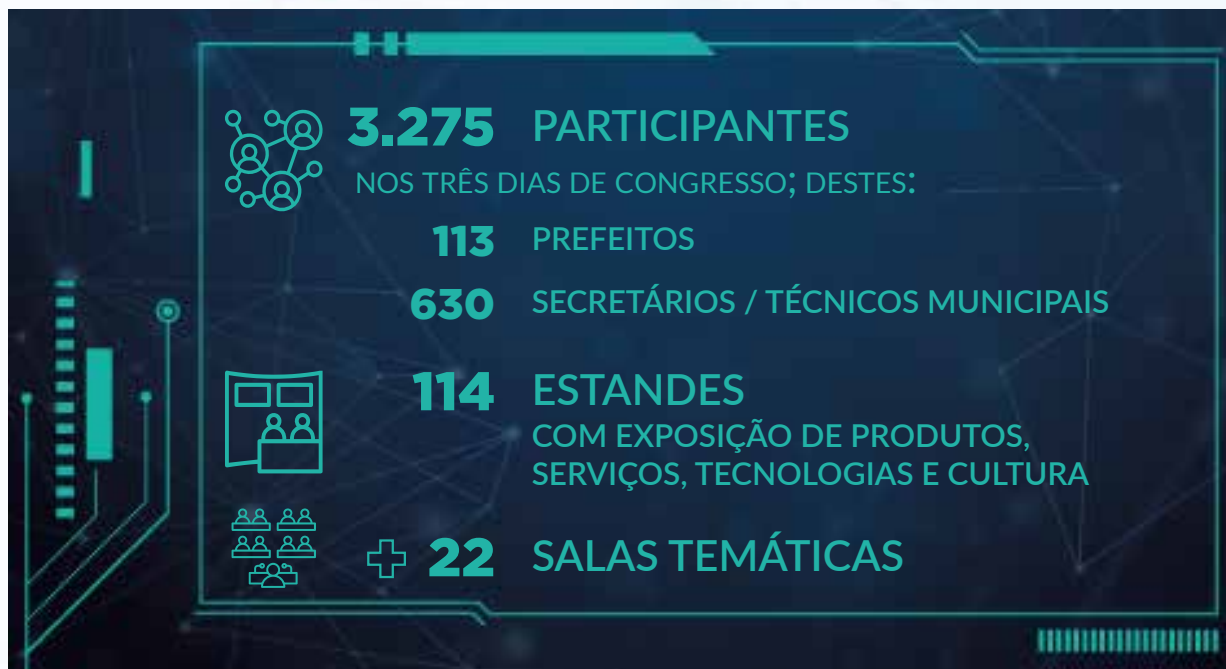 3.275 PARTICIPANTES
NOS TRÊS DIAS DE CONGRESSO; DESTES:
113 PREFEITOS
630 SECRETÁRIOS / TÉCNICOS MUNICIPAIS
114 ESTANDES
COM EXPOSIÇÃO DE PRODUTOS,
SERVIÇOS, TECNOLOGIAS E CULTURA
+ 22 SALAS TEMÁTICAS